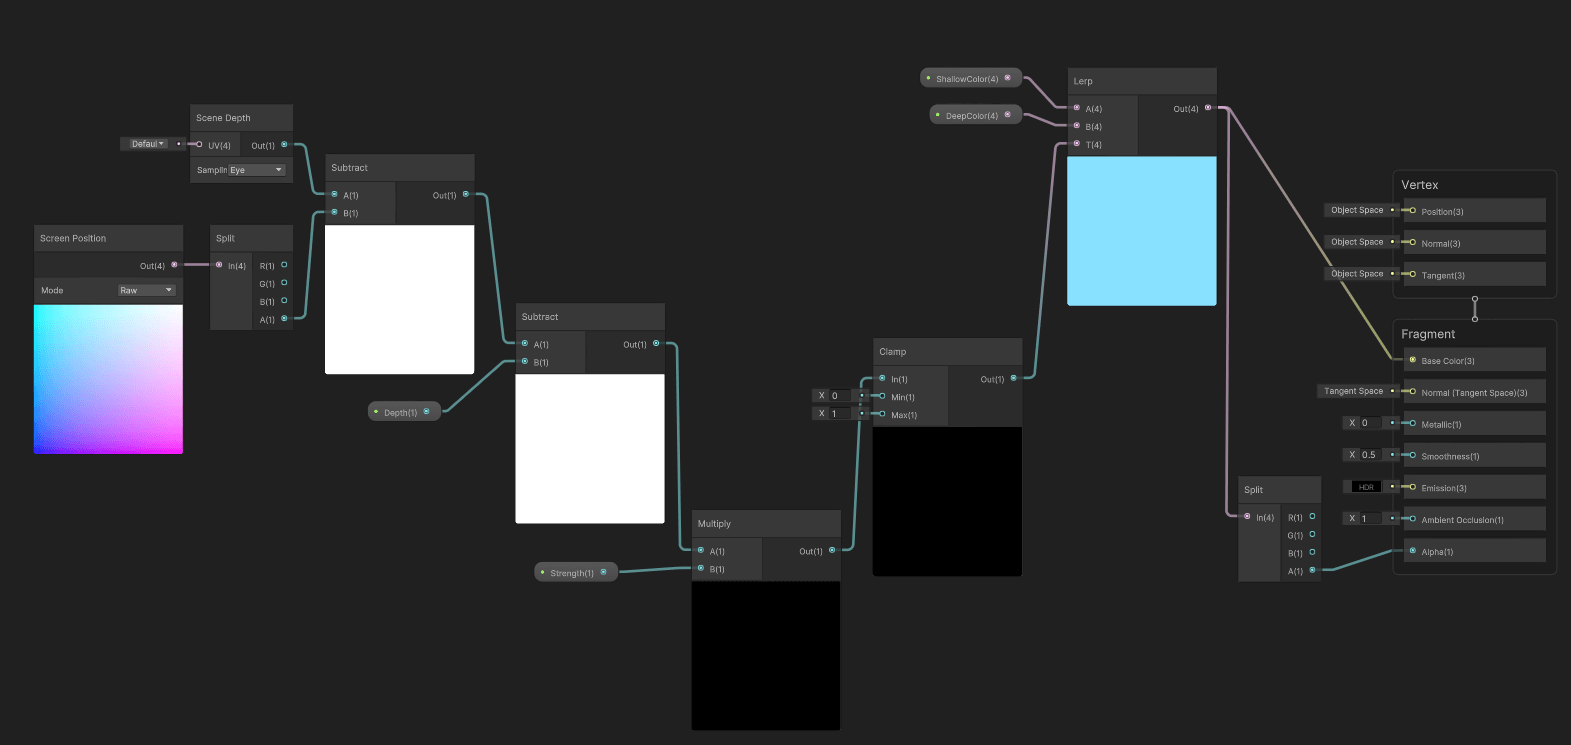 Scene Depth
Defaul
UV(4)
Out(1)
Samplin
Eye
Screen Position
Out(4)
Mode
Raw
Split
In(4)
R(1)
G(1)
B(1)
A(1)
Subtract
A(1)
Out(1)
B(1)
Depth(1)
Subtract
A(1)
Out(1)
B(1)
Strength(1)
Multiply
A(1)
Out(1)
B(1)
X 0
X 1
Clamp
In(1)
Out(1)
Min(1)
Max(1)
ShallowColor(4)
DeepColor(4)
Lerp
A(4)
Out(4)
B(4)
T(4)
Split
In(4)
R(1)
G(1)
B(1)
A(1)
Vertex
Object Space
Position(3)
Object Space
Normal(3)
Object Space
Tangent(3)
Fragment
Base Color(3)
Tangent Space
Normal (Tangent Space)(3)
X 0
Metallic(1)
X 0.5
Smoothness(1)
HDR
Emission(3)
X 1
Ambient Occlusion(1)
Alpha(1)